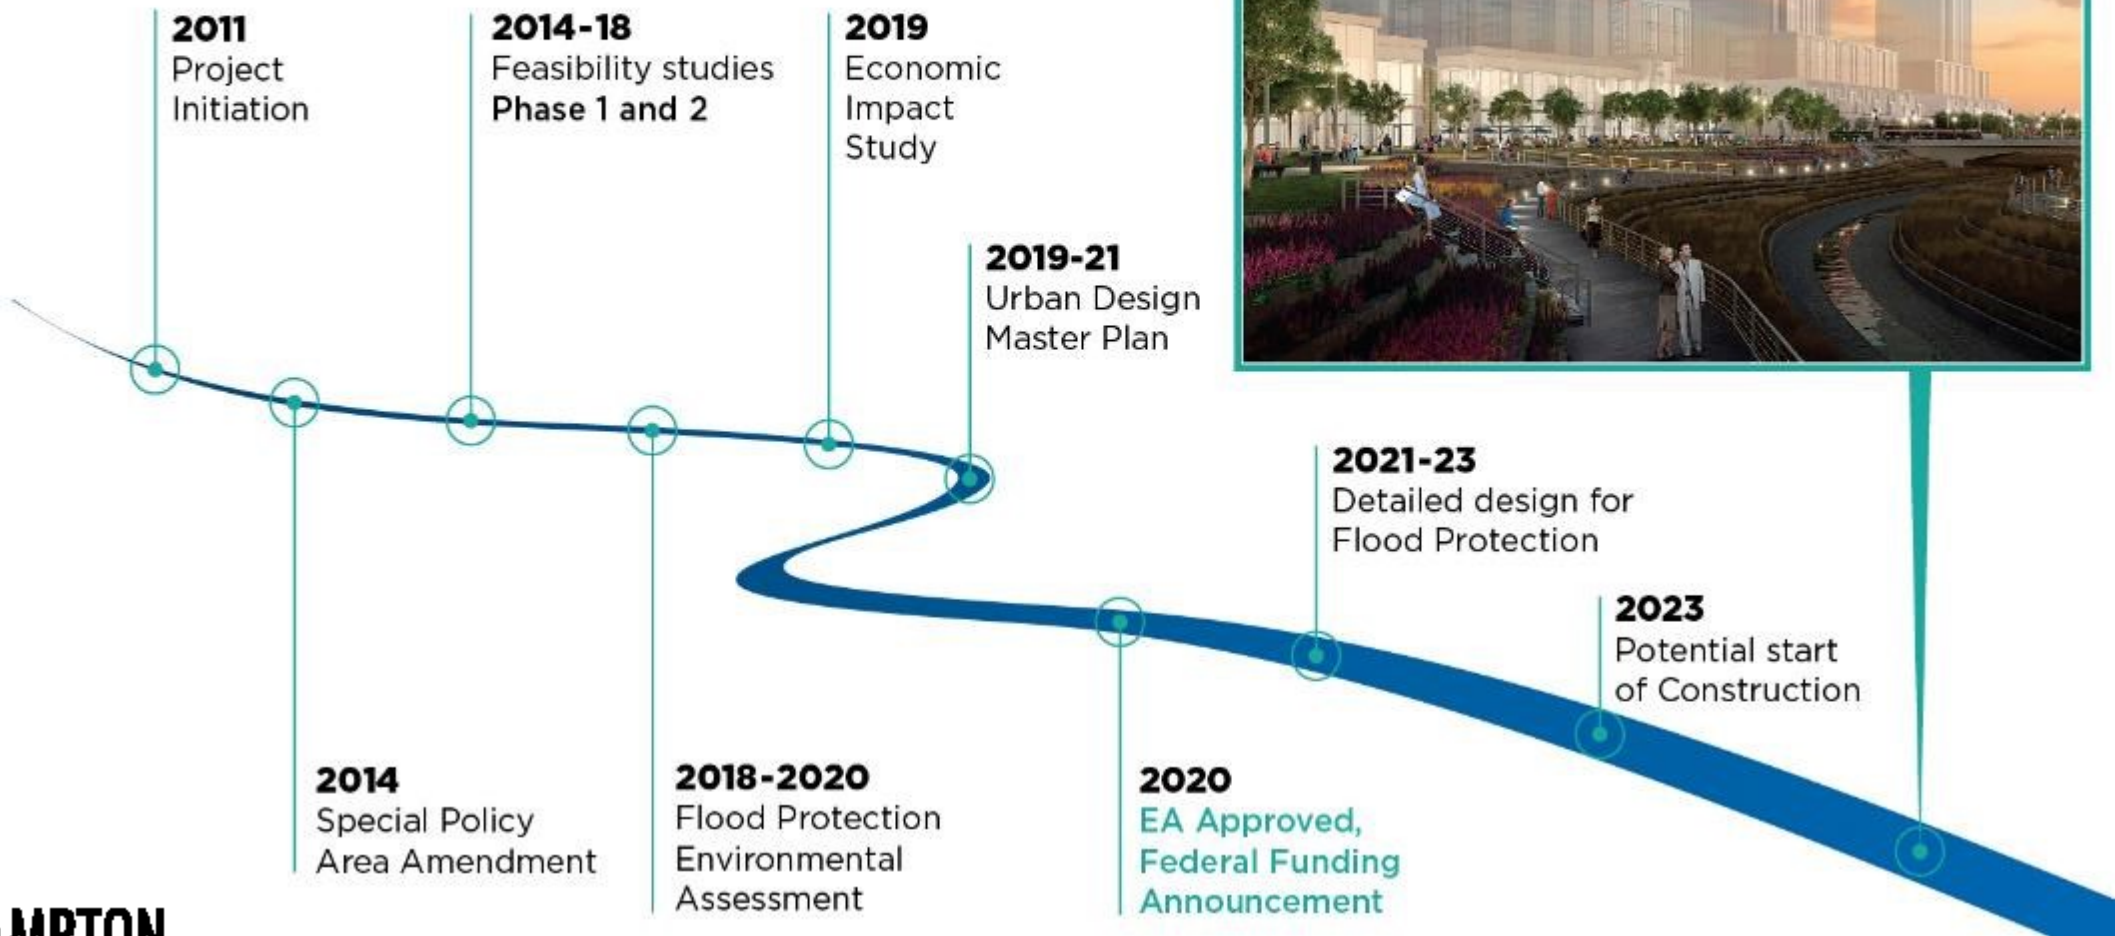 2011
Project
Initiation
2014-18
Feasibility studies
Phase 1 and 2
2019
Economic
Impact
Study
2019-21
Urban Design
Master Plan
2021-23
Detailed design for
Flood Protection
2023
Potential start
of Construction
2014
Special Policy
Area Amendment
2018-2020
Flood Protection
Environmental
Assessment
2020
EA Approved,
Federal Funding
Announcement